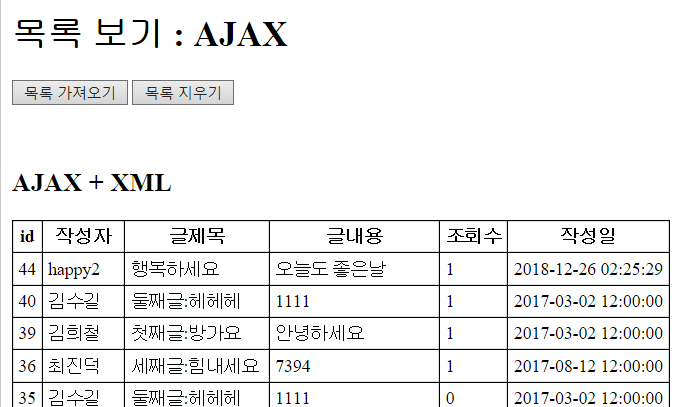 목록 보기 : AJAX
목록 가져오기 목록 지우기
AJAX + XML
id 작성자 글제목 글내용 조회수 작성일
44 happy2 행복하세요 오늘도 좋은날 1 2018-12-26 02:25:29
40 김수길 둘째글:헤헤헤 1111 1 2017-03-02 12:00:00
39 김희철 첫째글:방가요 안녕하세요 1 2017-03-02 12:00:00
36 최진덕 세째글:힘내세요 7394 1 2017-08-12 12:00:00
35 김수길 둘째글:헤헤헤 1111 0 2017-03-02 12:00:00